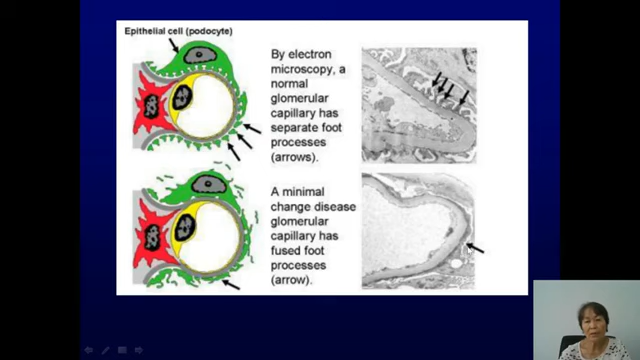 Epithelial cell (podocyte)
By electron
microscopy, a
normal
glomerular
capillary has
separate foot
processes
(arrows).
A minimal
change disease
glomerular
capillary has
fused foot
processes
(arrow).